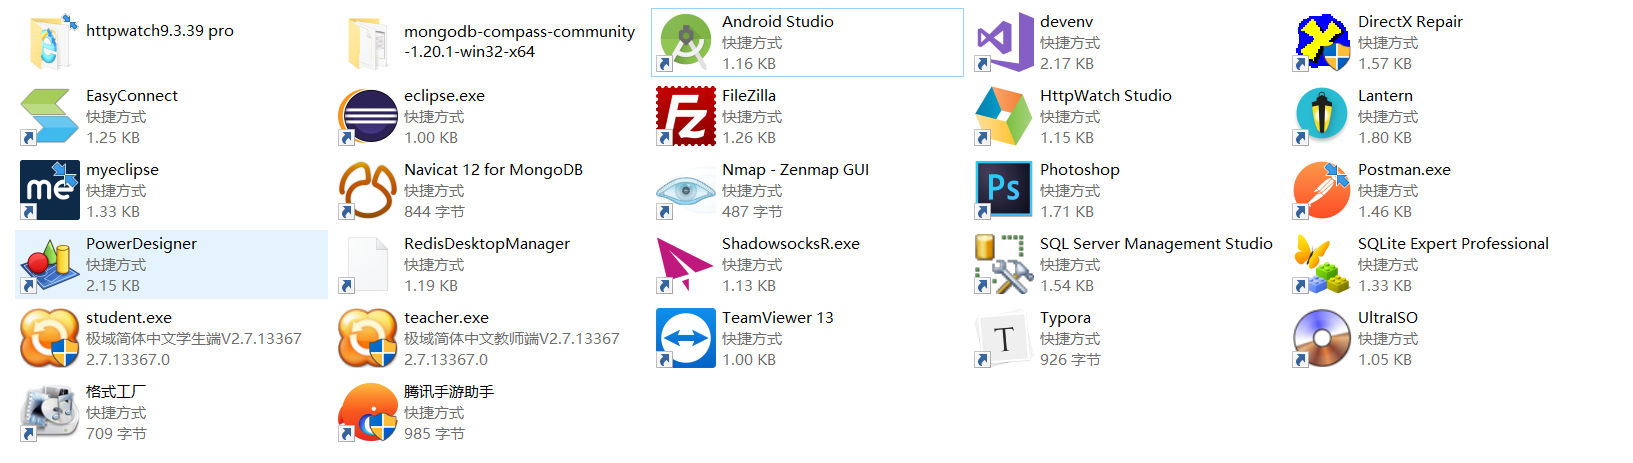 httpwatch9.3.39 pro
mongodb-compass-community
-1.20.1-win32-x64
Android Studio
快捷方式
1.16 KB
devenv
快捷方式
2.17 KB
DirectX Repair
快捷方式
1.57 KB
EasyConnect
快捷方式
1.25 KB
eclipse.exe
快捷方式
1.00 KB
Fz
FileZilla
快捷方式
1.26 KB
HttpWatch Studio
快捷方式
1.15 KB
Lantern
快捷方式
1.80 KB
me
myeclipse
快捷方式
1.33 KB
Navicat 12 for MongoDB
快捷方式
844 字节
Nmap - Zenmap GUI
快捷方式
487 字节
Ps
Photoshop
快捷方式
1.71 KB
Postman.exe
快捷方式
1.46 KB
PowerDesigner
快捷方式
2.15 KB
RedisDesktopManager
快捷方式
1.19 KB
ShadowsocksR.exe
快捷方式
1.13 KB
SQL Server Management Studio
快捷方式
1.54 KB
SQLite Expert Professional
快捷方式
1.33 KB
student.exe
极域简体中文学生端V2.7.13367
2.7.13367.0
teacher.exe
极域简体中文教师端V2.7.13367
2.7.13367.0
TeamViewer 13
快捷方式
1.00 KB
T
Typora
快捷方式
926 字节
UltraISO
快捷方式
1.05 KB
格式工厂
快捷方式
709 字节
腾讯手游助手
快捷方式
985 字节